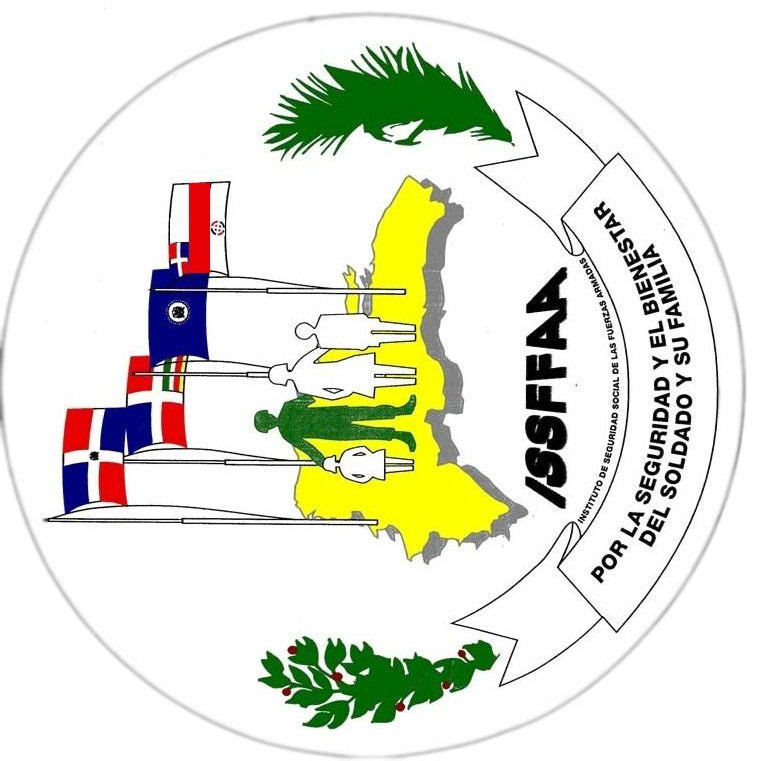 ISSFFAA
INSTITUTO DE SEGURIDAD SOCIAL DE LAS FUERZAS ARMADAS
POR LA SEGURIDAD Y EL BIENESTAR
DEL SOLDADO Y SU FAMILIA